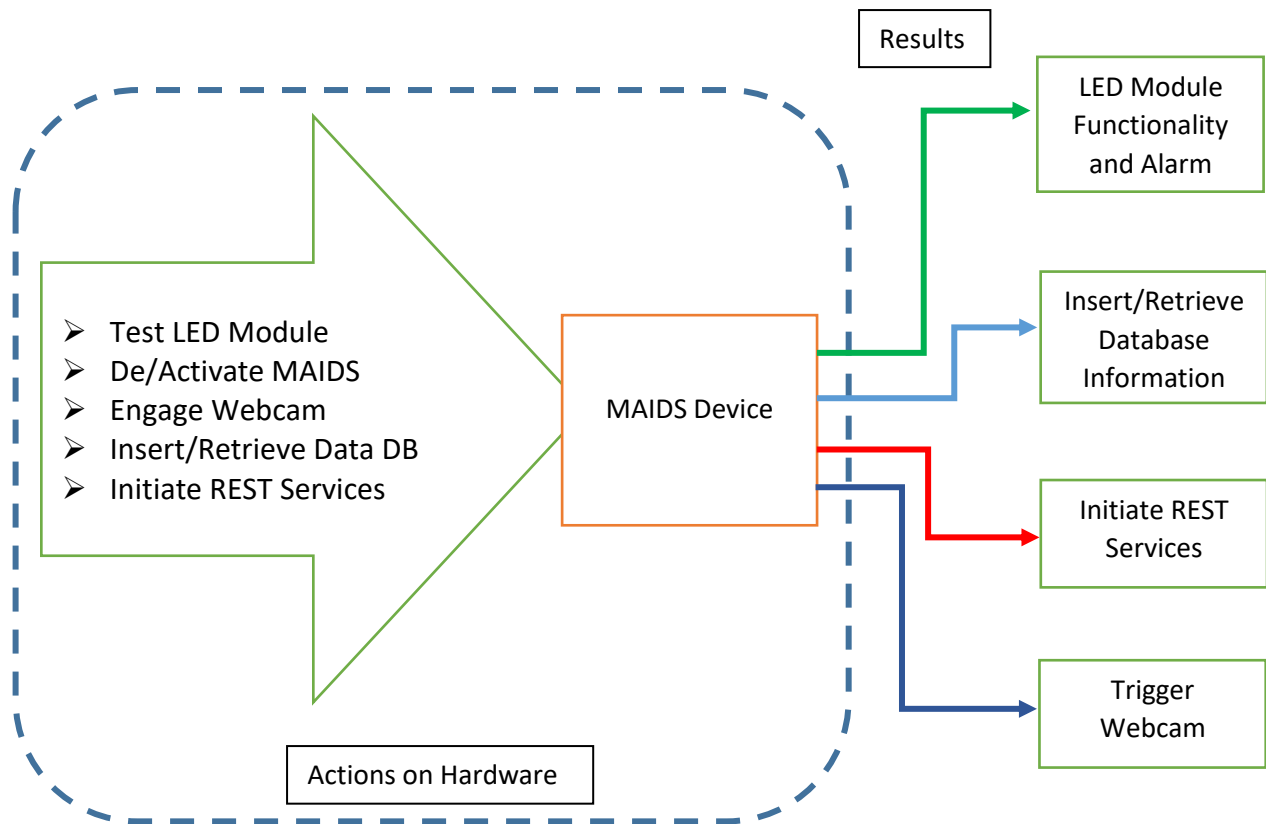 Results
LED Module
Functionality
and Alarm
➢ Test LED Module
➢ De/Activate MAIDS
➢ Engage Webcam
➢ Insert/Retrieve Data DB
➢ Initiate REST Services
MAIDS Device
Insert/Retrieve
Database
Information
Initiate REST
Services
Trigger
Webcam
Actions on Hardware